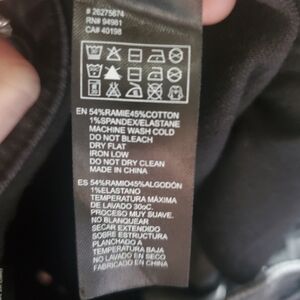 # 26275674
RN# 94981
CA# 40198
EN 54%RAMIE45%COTTON
1%SPANDEX/ELASTANE
MACHINE WASH COLD
DO NOT BLEACH
DRY FLAT
IRON LOW
DO NOT DRY CLEAN
MADE IN CHINA
ES 54%RAMIO45%ALGODÓN
1%ELASTANO
TEMPERATURA MÁXIMA
DE LAVADO 30oC.
PROCESO MUY SUAVE.
NO BLANQUEAR
SECAR EXTENDIDO
SOBRE SUPERFICIE
PLANCHADO A
TEMPERATURA BAJA
NO LAVADO EN SECO
FABRICADO EN CHINA